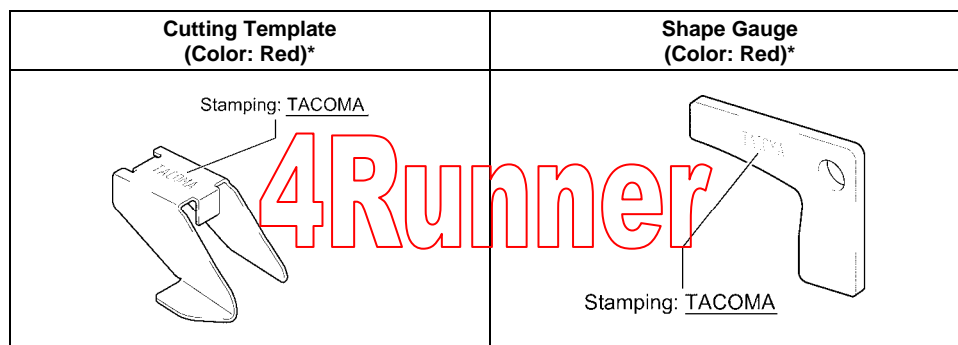 Cutting Template
(Color: Red)*
Shape Gauge
(Color: Red)*
Stamping: TACOMA
TACOMA
4Runner
TACOMA
Stamping: TACOMA